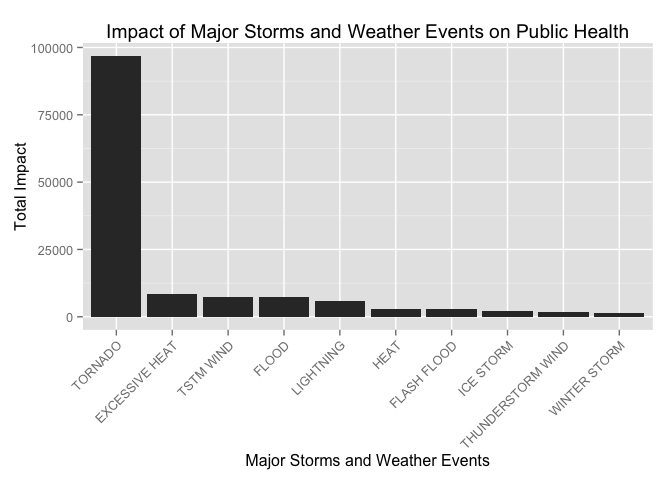 Impact of Major Storms and Weather Events on Public Health
Total Impact
100000
75000
50000
25000
0
TORNADO
EXCESSIVE HEAT
TSTM WIND
FLOOD
LIGHTNING
HEAT
FLASH FLOOD
ICE STORM
THUNDERSTORM WIND
WINTER STORM
Major Storms and Weather Events